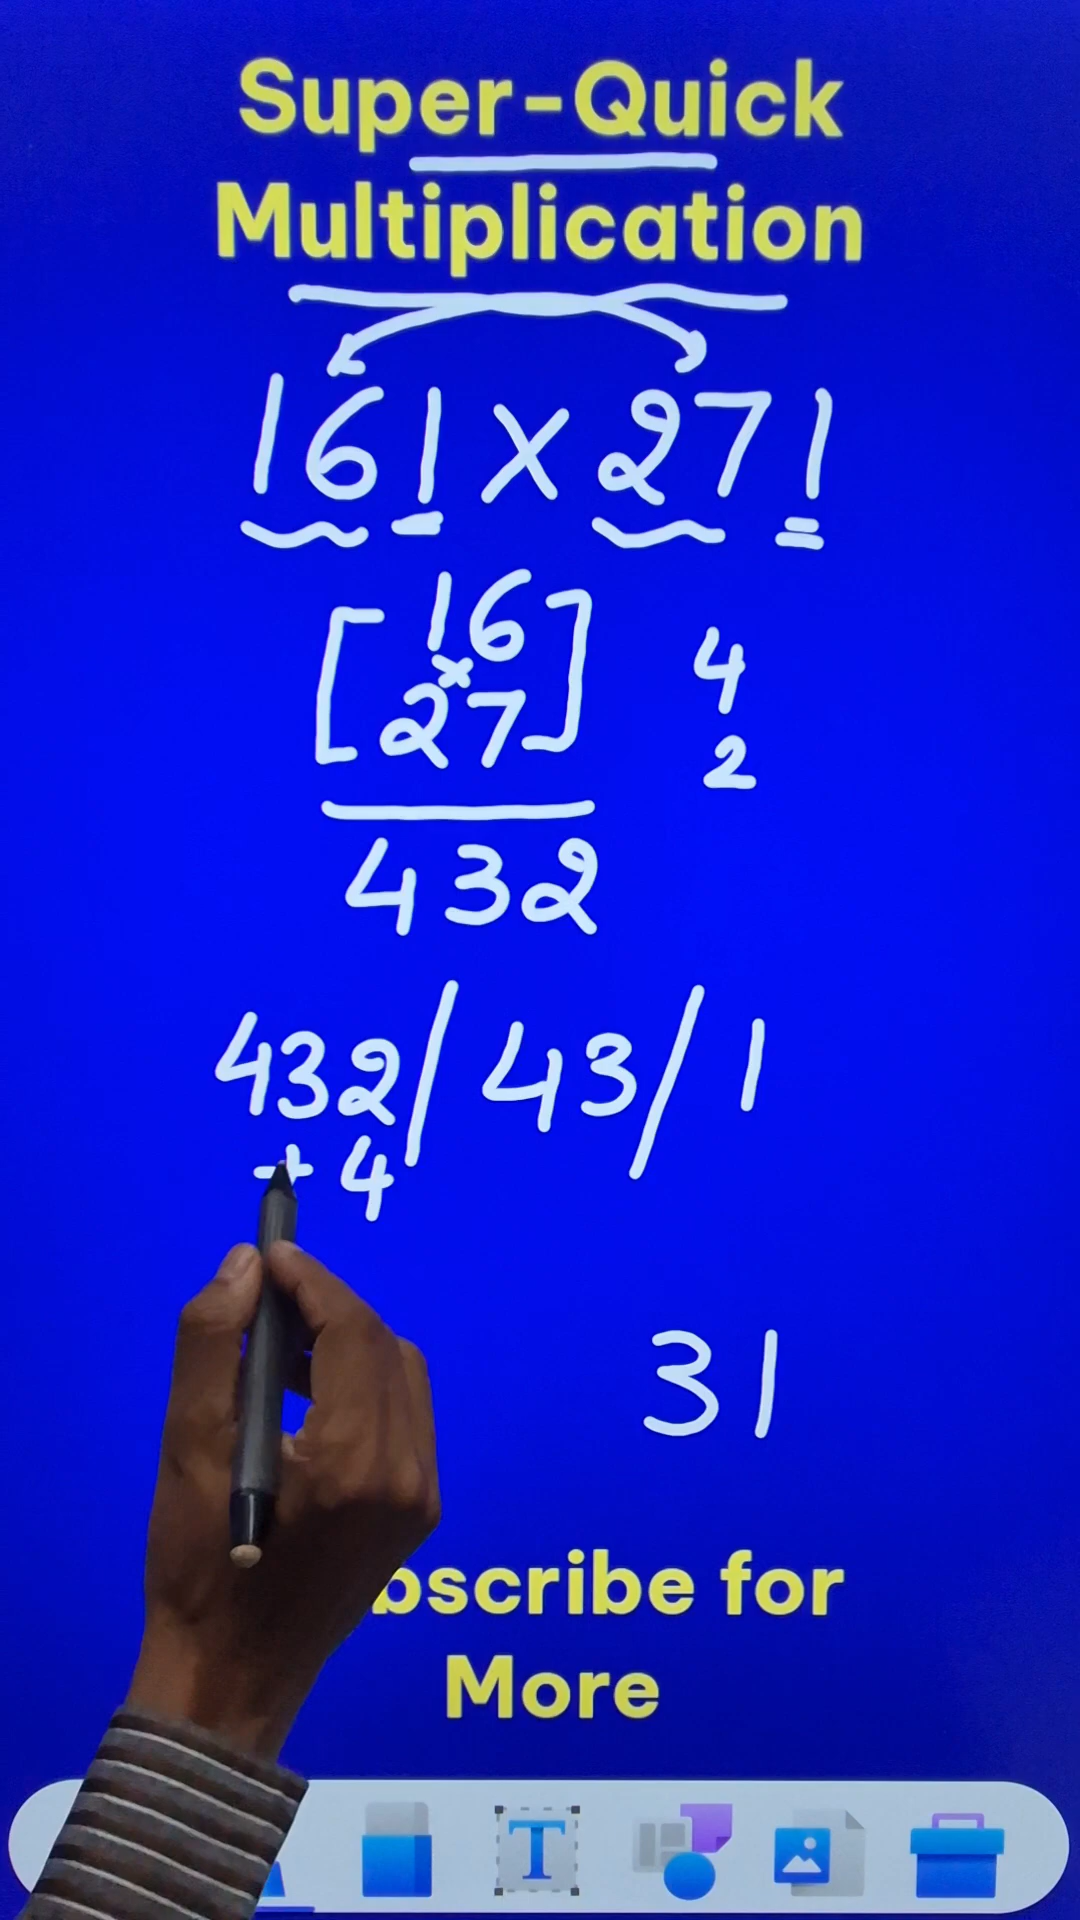 Super-Quick
Multiplication
161 × 271
[16
×
27]
4
2
432
432/43/1
+ 4
31
bscribe for
More
T